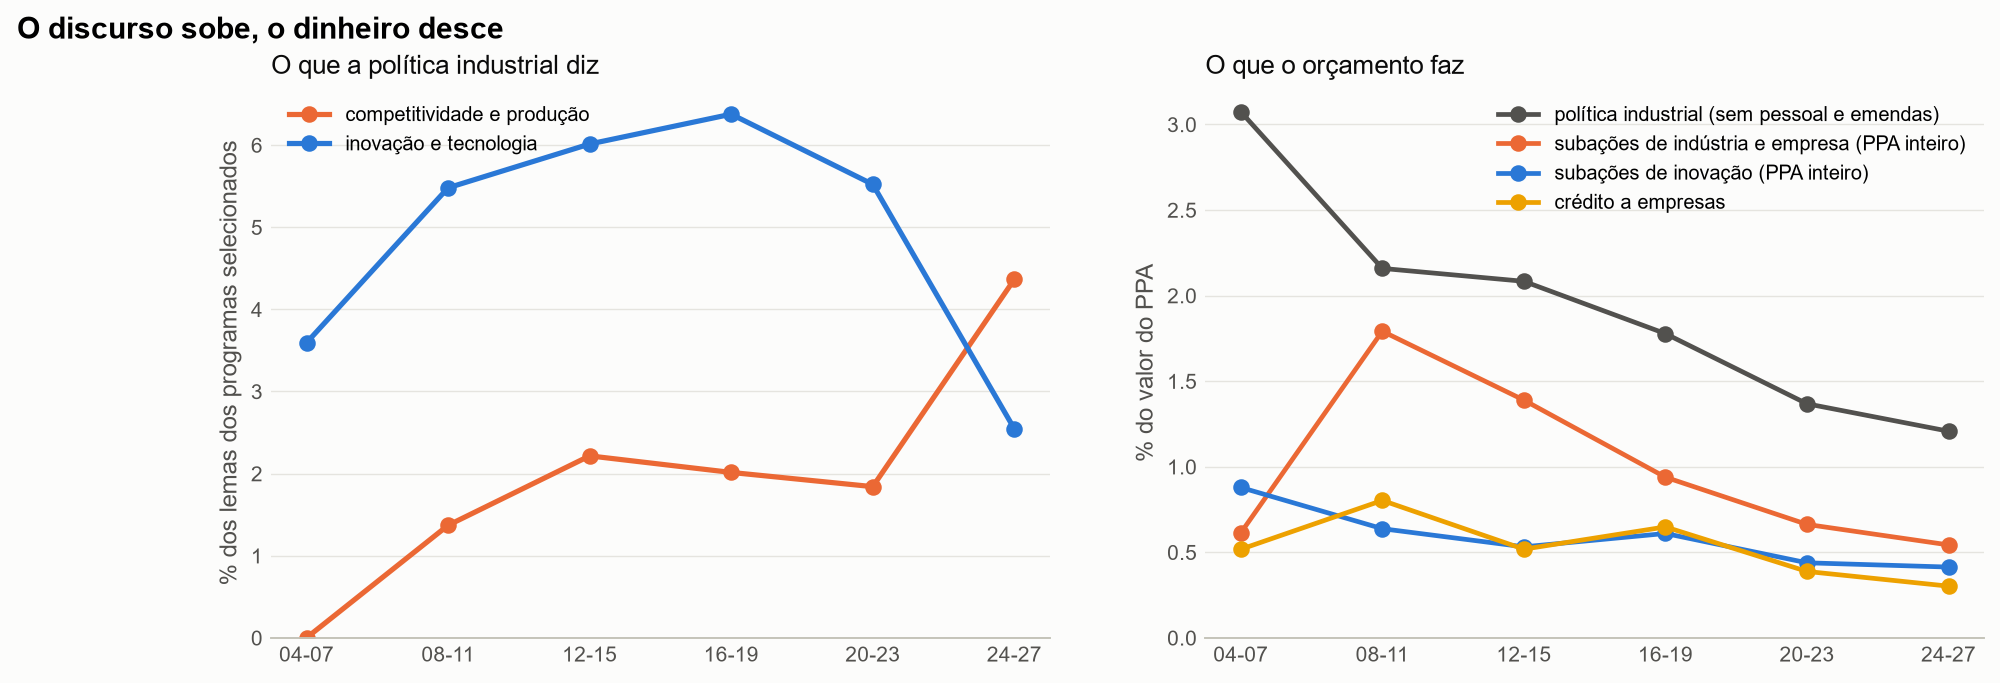 O discurso sobe, o dinheiro desce
O que a política industrial diz
competitividade e produção
inovação e tecnologia
% dos lemas dos programas selecionados
6
5
4
3
2
1
0
04-07
08-11
12-15
16-19
20-23
24-27
O que o orçamento faz
política industrial (sem pessoal e emendas)
subações de indústria e empresa (PPA inteiro)
subações de inovação (PPA inteiro)
crédito a empresas
% do valor do PPA
3.0
2.5
2.0
1.5
1.0
0.5
0.0
04-07
08-11
12-15
16-19
20-23
24-27